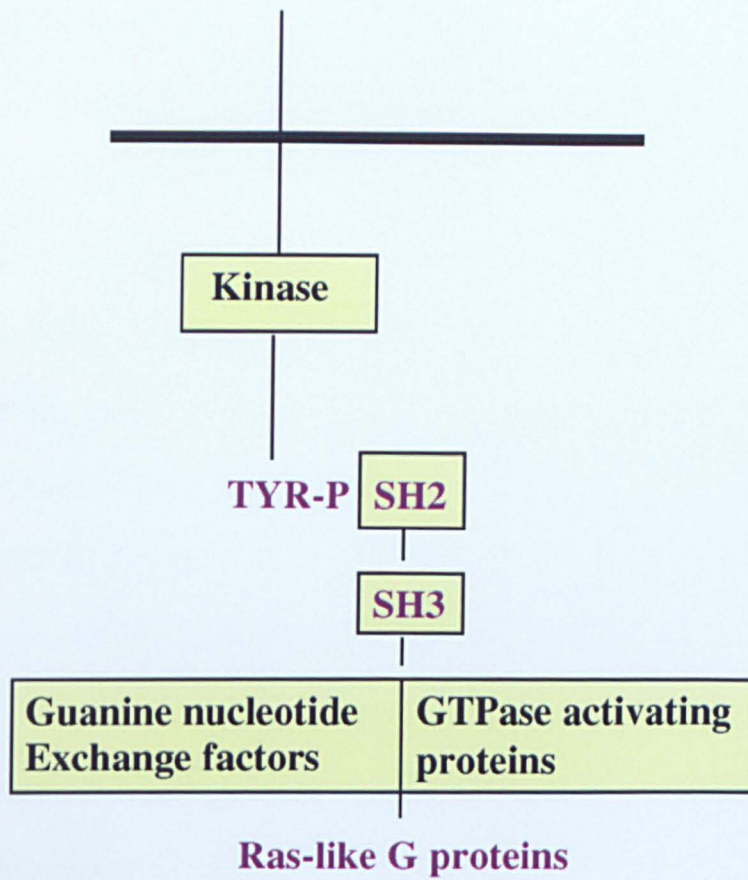 Kinase
TYR-P SH2
SH3
Guanine nucleotide
Exchange factors
GTPase activating
proteins
Ras-like G proteins